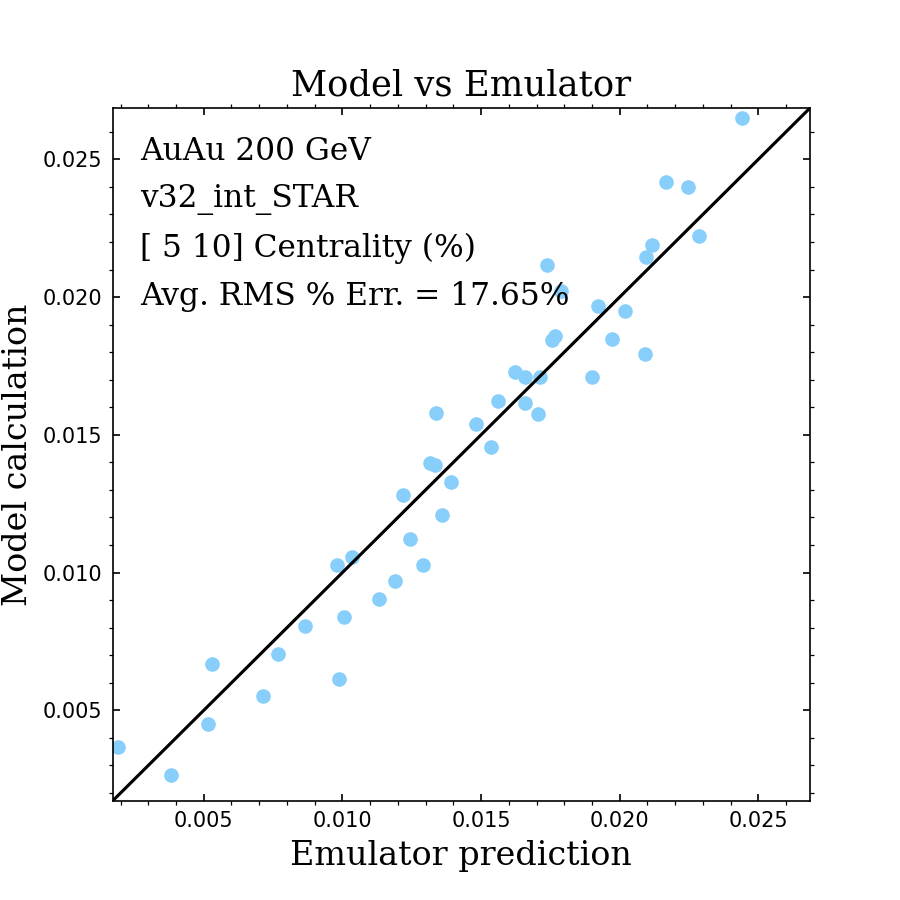 Model vs Emulator
AuAu 200 GeV
v32_int_STAR
[ 5 10] Centrality (%)
Avg. RMS % Err. = 17.65%
Model calculation
0.025
0.020
0.015
0.010
0.005
0.005 0.010 0.015 0.020 0.025
Emulator prediction